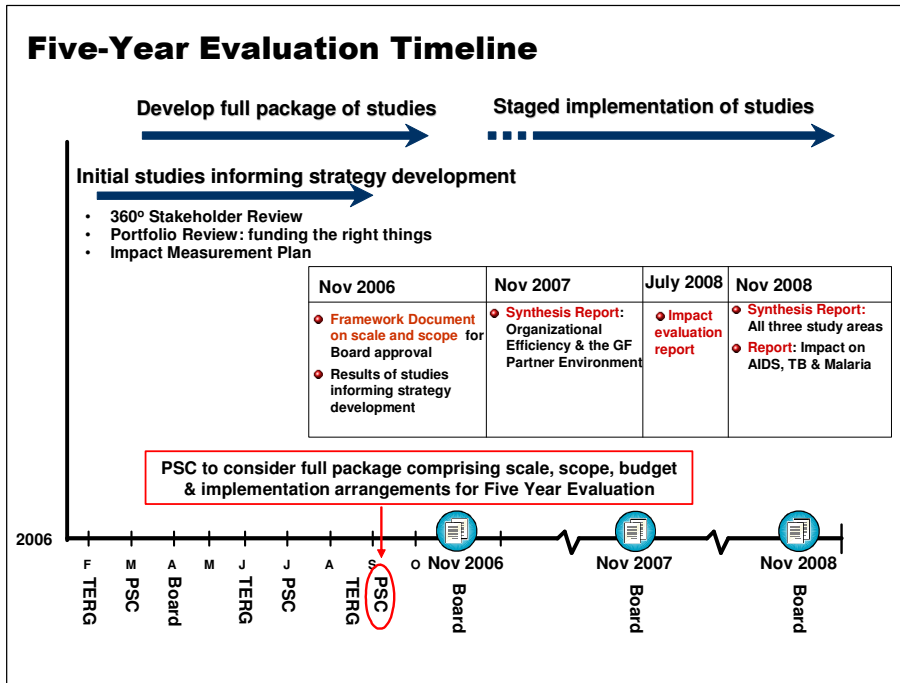 Five-Year Evaluation Timeline
Develop full package of studies
Staged implementation of studies
Initial studies informing strategy development
• 360º Stakeholder Review
• Portfolio Review: funding the right things
• Impact Measurement Plan
Nov 2006
Framework Document
on scale and scope for
Board approval
Results of studies
informing strategy
development
Nov 2007
Synthesis Report:
Organizational
Efficiency & the GF
Partner Environment
July 2008
Impact
evaluation
report
Nov 2008
Synthesis Report:
All three study areas
Report: Impact on
AIDS, TB & Malaria
PSC to consider full package comprising scale, scope, budget
& implementation arrangements for Five Year Evaluation
2006
F M A M J J A S O Nov 2006 Nov 2007 Nov 2008
TERG
PSC
Board
TERG
PSC
TERG
PSC
Board
Board
Board